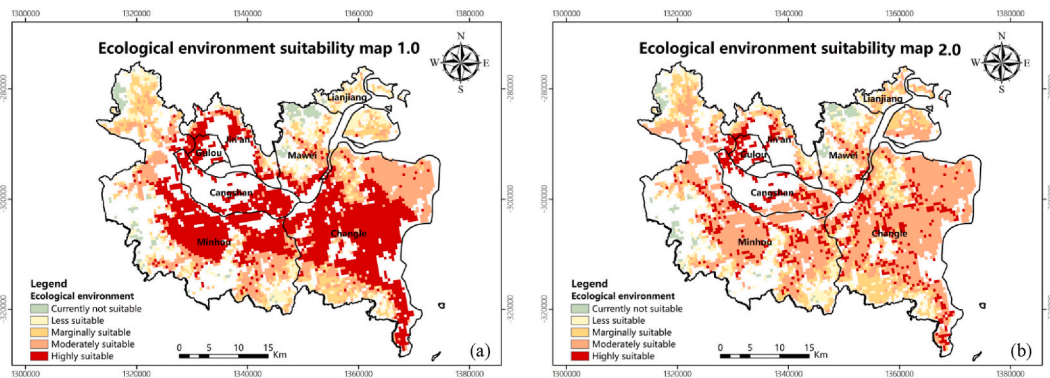 1300000 1320000 1340000 1360000 1380000
Ecological environment suitability map 1.0
N
W E
S
-280000
-300000
-320000
Lianjiang
Jin'an
Gulou
Mawei
Cangshan
Minhou
Changle
Legend
Ecological environment
Currently not suitable
Less suitable
Marginally suitable
Moderately suitable
Highly suitable
0 5 10 15
Km
(a)
1300000 1320000 1340000 1360000 1380000
1300000 1320000 1340000 1360000 1380000
Ecological environment suitability map 2.0
N
W E
S
-280000
-300000
-320000
Lianjiang
Jin'an
Gulou
Mawei
Cangshan
Minhou
Changle
Legend
Ecological environment
Currently not suitable
Less suitable
Marginally suitable
Moderately suitable
Highly suitable
0 5 10 15
Km
(b)
1300000 1320000 1340000 1360000 1380000